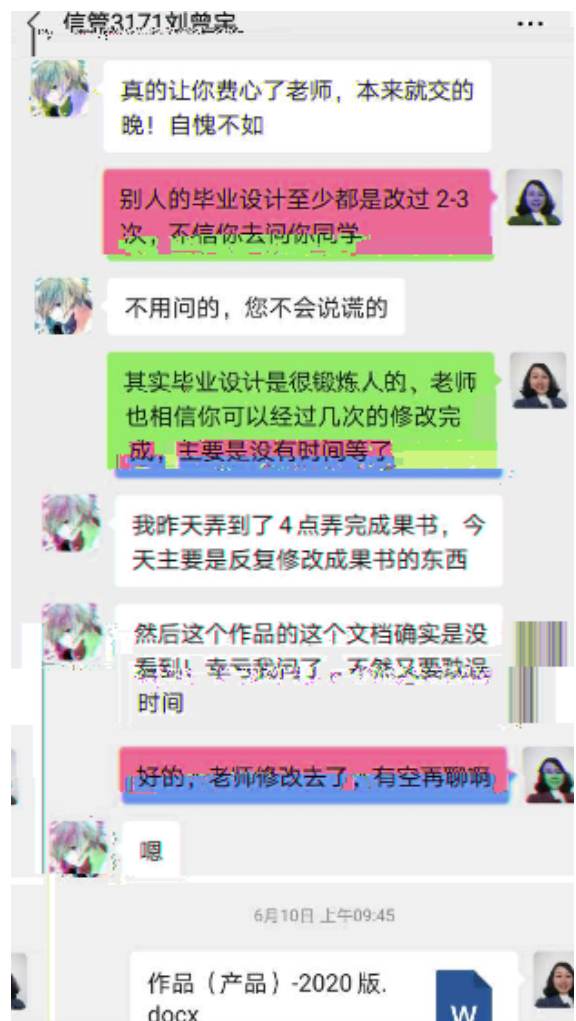 信管3171刘曾宝
真的让你费心了老师，本来就交的
晚！自愧不如
别人的毕业设计至少都是改过 2-3
次，不信你去问你同学
不用问的，您不会说谎的
其实毕业设计是很锻炼人的、老师
也相信你可以经过几次的修改完
成，主要是没有时间等了
我昨天弄到了4点弄完成果书，今
天主要是反复修改成果书的东西
然后这个作品的这个文档确实是没
看到！幸亏我问了，不然又要耽误
时间
好的，老师修改去了，有空再聊啊
嗯
6月10日 上午09:45
作品（产品）-2020版.
docx
W